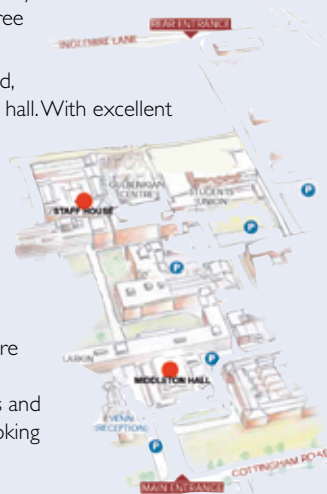 ree
d,
hall. With excellent
re
s and
oking
REAR ENTRANCE
INGLEMIRE LANE
GULBENKIAN
CENTRE
STUDENTS
UNION
STAFF HOUSE
P
P
P
LARKIN
P
MIDDLETON HALL
(RECEPTION)
P
COTTINGHAM ROAD
MAIN ENTRANCE